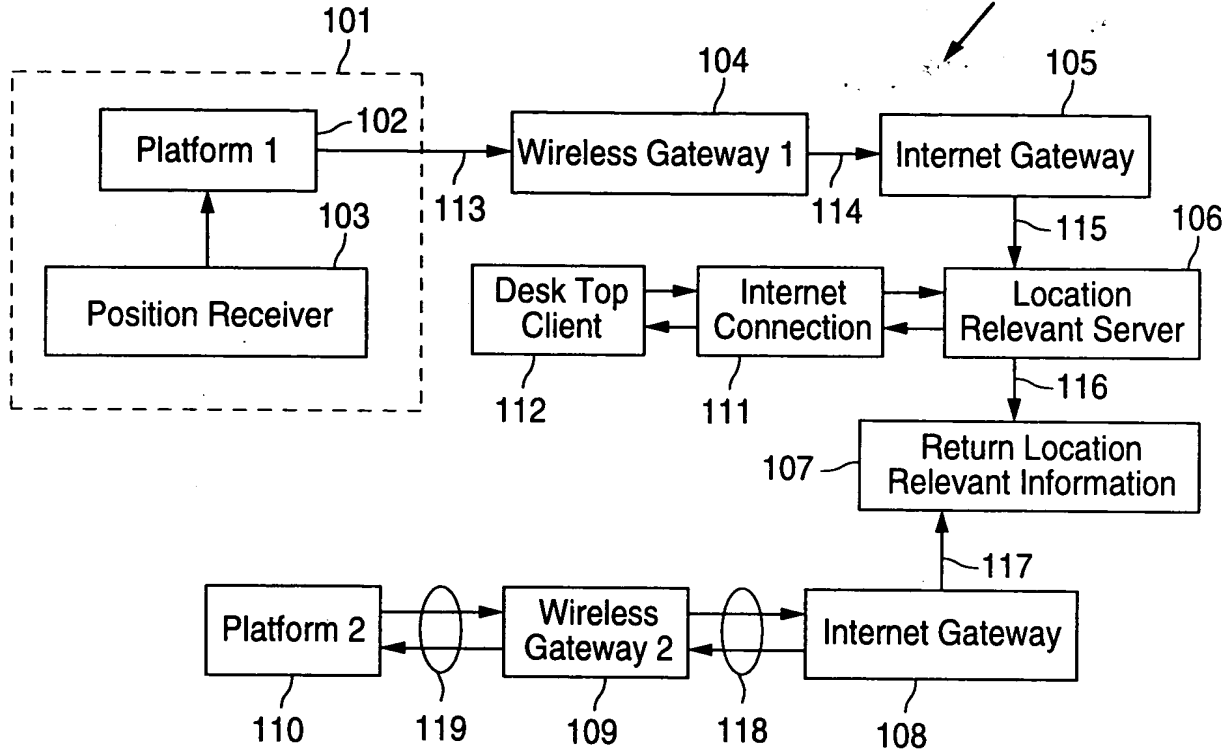 101
104
105
102
Platform 1
Wireless Gateway 1
Internet Gateway
113
114
103
115
106
Position Receiver
Desk Top
Client
Internet
Connection
Location
Relevant Server
112
111
116
107
Return Location
Relevant Information
117
Platform 2
Wireless
Gateway 2
Internet Gateway
110
119
109
118
108